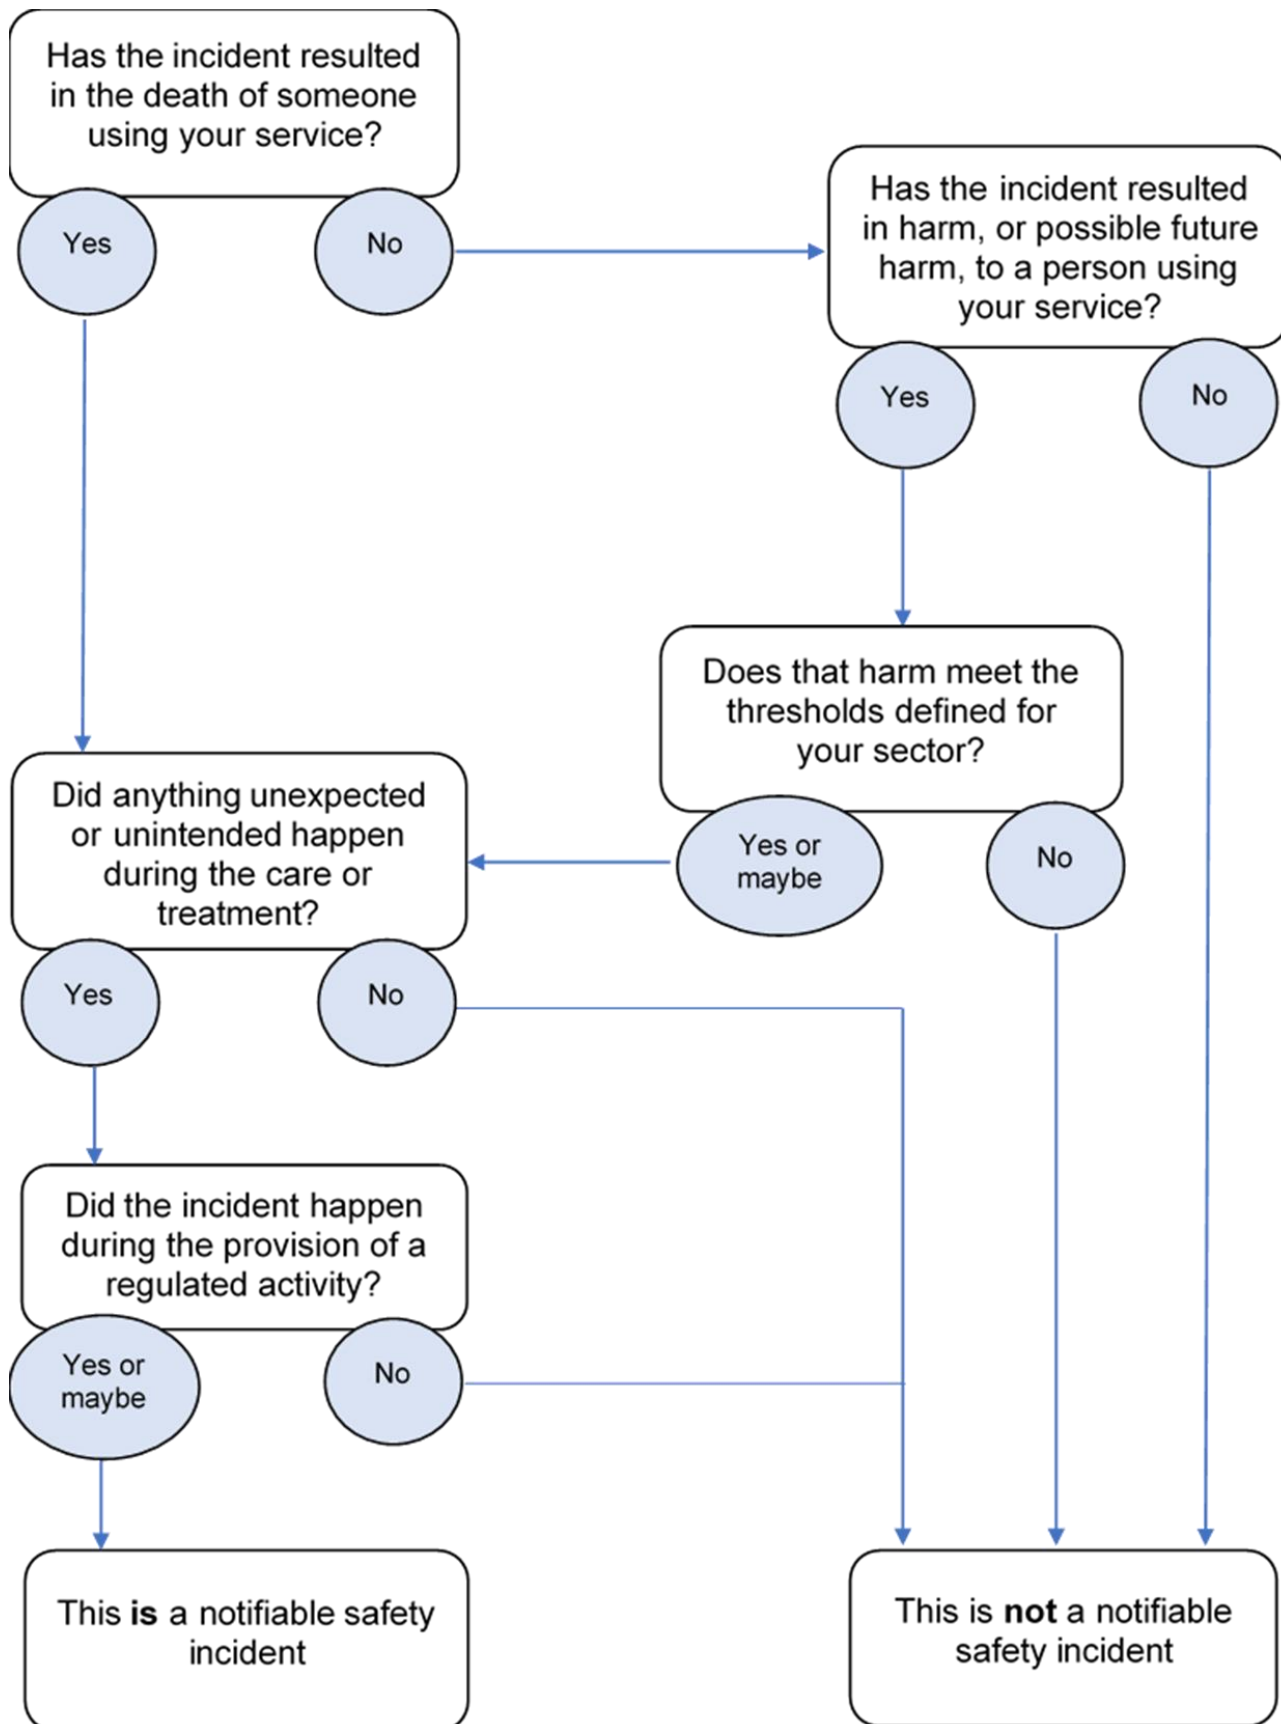 Has the incident resulted
in the death of someone
using your service?
Yes
No
Has the incident resulted
in harm, or possible future
harm, to a person using
your service?
Yes
No
Does that harm meet the
thresholds defined for
your sector?
Yes or
maybe
No
Did anything unexpected
or unintended happen
during the care or
treatment?
Yes
No
Did the incident happen
during the provision of a
regulated activity?
Yes or
maybe
No
This is a notifiable safety
incident
This is not a notifiable
safety incident